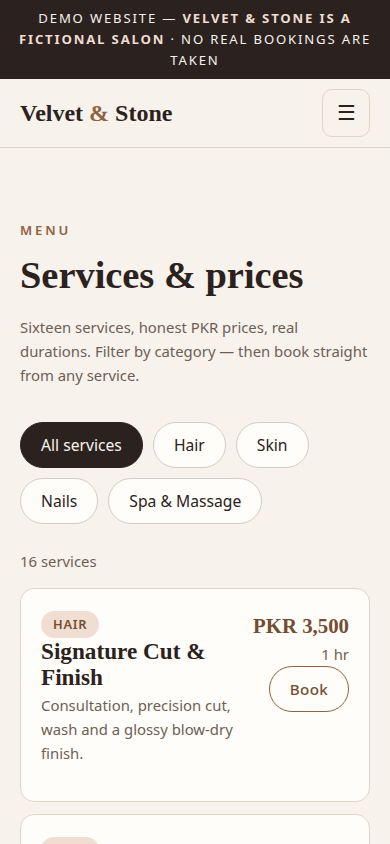 DEMO WEBSITE — VELVET & STONE IS A
FICTIONAL SALON · NO REAL BOOKINGS ARE
TAKEN
Velvet & Stone
☰
MENU
Services & prices
Sixteen services, honest PKR prices, real
durations. Filter by category — then book straight
from any service.
All services
Hair
Skin
Nails
Spa & Massage
16 services
HAIR
Signature Cut &
Finish
Consultation, precision cut,
wash and a glossy blow-dry
finish.
PKR 3,500
1 hr
Book